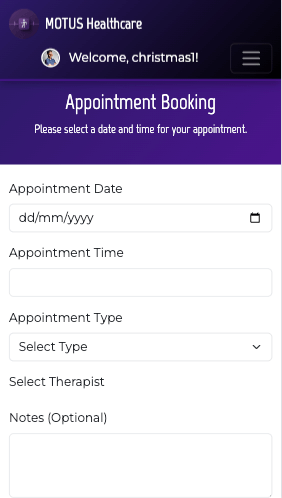 MOTUS Healthcare
Welcome, christmas1!
Appointment Booking
Please select a date and time for your appointment.
Appointment Date
dd/mm/yyyy
Appointment Time
Appointment Type
Select Type
Select Therapist
Notes (Optional)